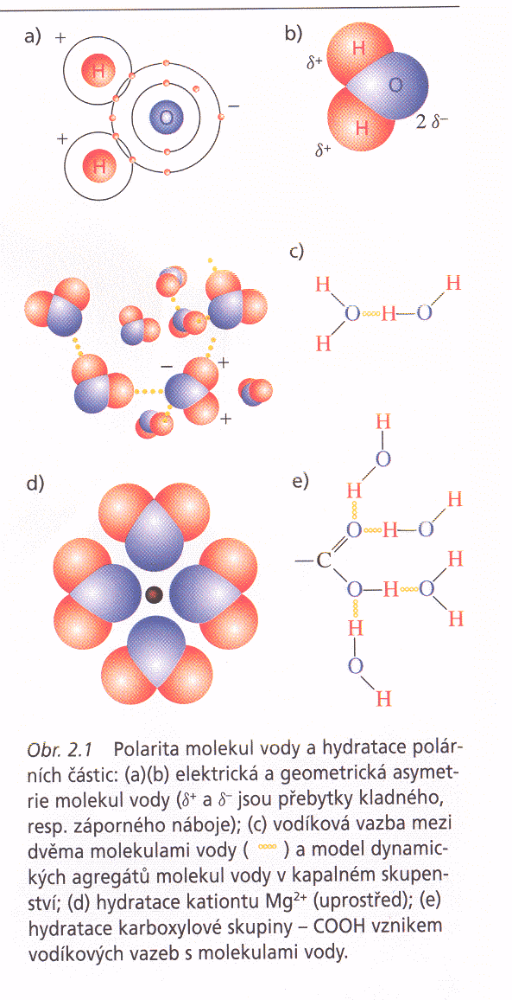 a)
+
H
+
H
O
−
b)
δ+
H
O
H
2 δ−
δ+
c)
H
O H—O H
H
−
+
+
d)
e)
H
O
H
O H—O H
—C
O—H O H
H
H
O
H
Obr. 2.1 Polarita molekul vody a hydratace polár-
ních částic: (a)(b) elektrická a geometrická asymet-
rie molekul vody (δ+ a δ− jsou přebytky kladného,
resp. záporného náboje); (c) vodíková vazba mezi
dvěma molekulami vody ( ) a model dynamic-
kých agregátů molekul vody v kapalném skupen-
ství; (d) hydratace kationtu Mg²⁺ (uprostřed); (e)
hydratace karboxylové skupiny – COOH vznikem
vodíkových vazeb s molekulami vody.